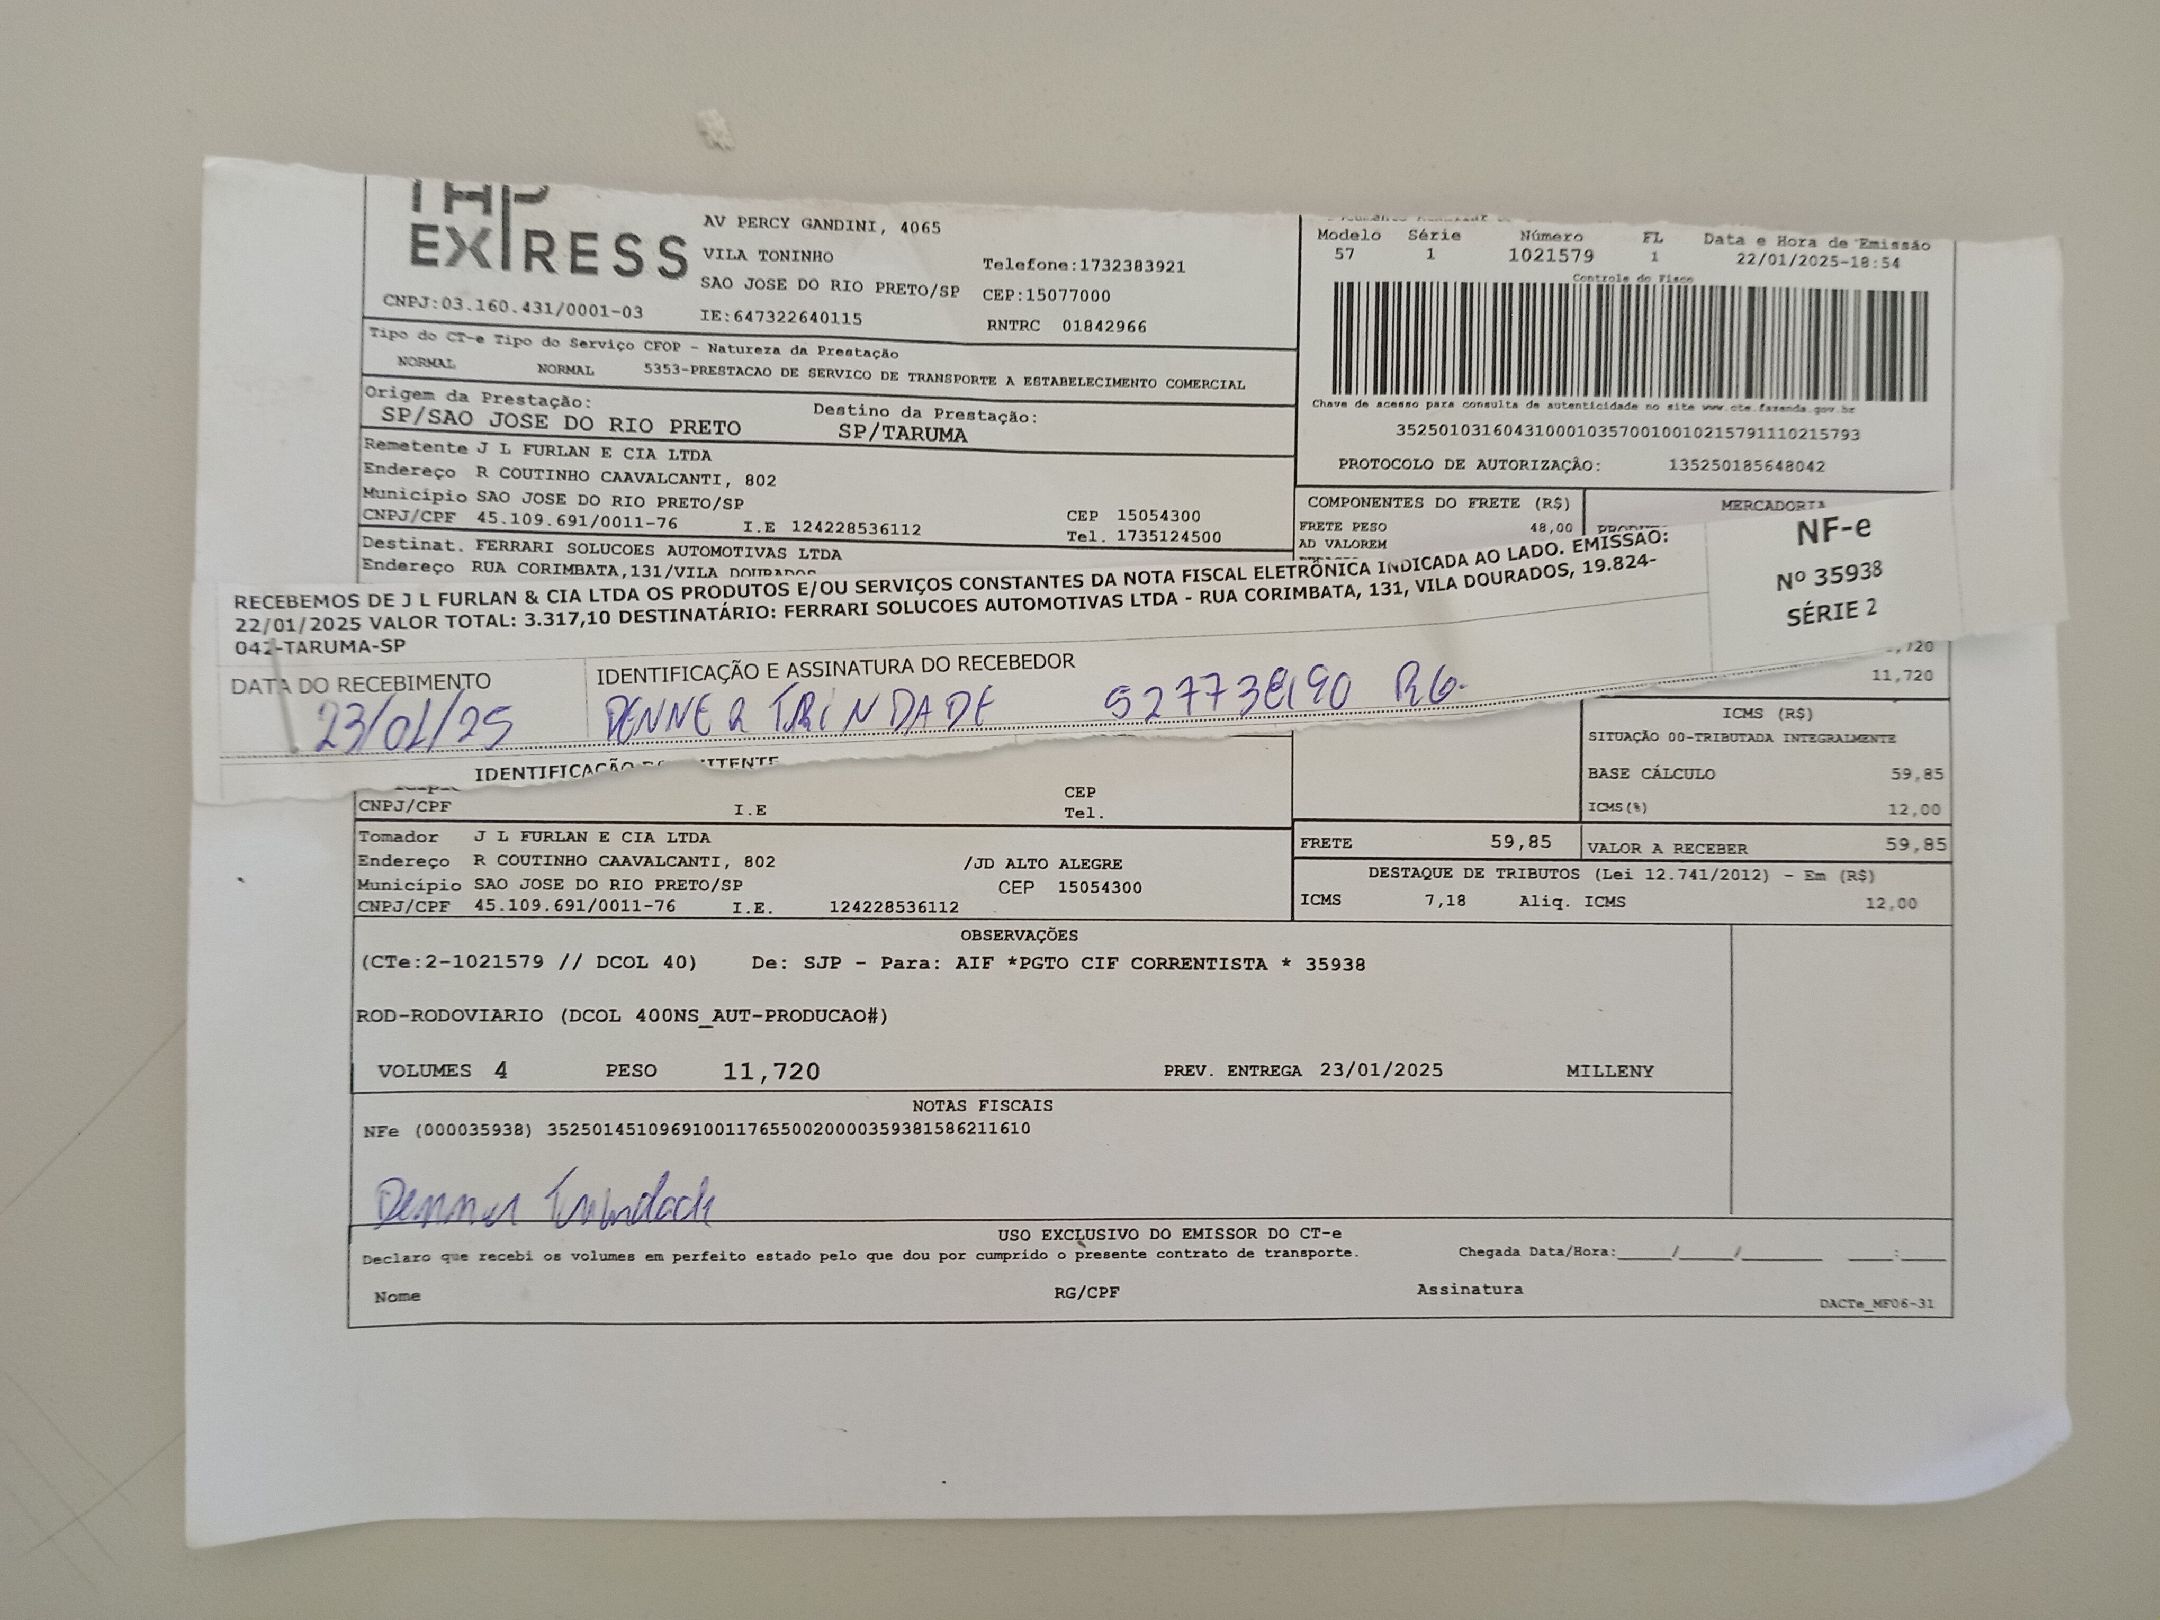 EXPRESS
AV PERCY GANDINI, 4065
VILA TONINHO
Telefone:1732383921
SAO JOSE DO RIO PRETO/SP CEP:15077000
CNPJ:03.160.431/0001-03 IE:647322640115 RNTRC 01842966
Modelo Série Número FL Data e Hora de Emissão
57 1 1021579 1 22/01/2025-18:54
Controle do Fisco
Chave de acesso para consulta de autenticidade no site www.cte.fazenda.gov.br
35250103160431000103570010010215791110215793
PROTOCOLO DE AUTORIZAÇÃO: 135250185648042
Tipo do CT-e Tipo do Serviço CFOP - Natureza da Prestação
NORMAL NORMAL 5353-PRESTACAO DE SERVICO DE TRANSPORTE A ESTABELECIMENTO COMERCIAL
Origem da Prestação: Destino da Prestação:
SP/SAO JOSE DO RIO PRETO SP/TARUMA
Remetente J L FURLAN E CIA LTDA
Endereço R COUTINHO CAAVALCANTI, 802
Município SAO JOSE DO RIO PRETO/SP CEP 15054300
CNPJ/CPF 45.109.691/0011-76 I.E 124228536112 Tel. 1735124500
Destinat. FERRARI SOLUCOES AUTOMOTIVAS LTDA
Endereço RUA CORIMBATA,131/VILA DOURADOS
COMPONENTES DO FRETE (R$) MERCADORIA
FRETE PESO 48,00
AD VALOREM
RECEBEMOS DE J L FURLAN & CIA LTDA OS PRODUTOS E/OU SERVIÇOS CONSTANTES DA NOTA FISCAL ELETRÔNICA INDICADA AO LADO. EMISSÃO:
22/01/2025 VALOR TOTAL: 3.317,10 DESTINATÁRIO: FERRARI SOLUCOES AUTOMOTIVAS LTDA - RUA CORIMBATA, 131, VILA DOURADOS, 19.824-
042-TARUMA-SP
NF-e
Nº 35938
SÉRIE 2
DATA DO RECEBIMENTO IDENTIFICAÇÃO E ASSINATURA DO RECEBEDOR
23/01/25 DENNER TRINDADE RG.
11,720
IDENTIFICAÇÃO
CEP
CNPJ/CPF I.E Tel.
ICMS (R$)
SITUAÇÃO 00-TRIBUTADA INTEGRALMENTE
BASE CÁLCULO 59,85
ICMS(%) 12,00
Tomador J L FURLAN E CIA LTDA
Endereço R COUTINHO CAAVALCANTI, 802 /JD ALTO ALEGRE
Município SAO JOSE DO RIO PRETO/SP CEP 15054300
CNPJ/CPF 45.109.691/0011-76 I.E. 124228536112
FRETE 59,85 VALOR A RECEBER 59,85
DESTAQUE DE TRIBUTOS (Lei 12.741/2012) - Em (R$)
ICMS 7,18 Aliq. ICMS 12,00
OBSERVAÇÕES
(CTe:2-1021579 // DCOL 40) De: SJP - Para: AIF *PGTO CIF CORRENTISTA * 35938
ROD-RODOVIARIO (DCOL 400NS_AUT-PRODUCAO#)
VOLUMES 4 PESO 11,720 PREV. ENTREGA 23/01/2025 MILLENY
NOTAS FISCAIS
NFe (000035938) 35250145109691001176550020000359381586211610
Denner Trindade
USO EXCLUSIVO DO EMISSOR DO CT-e
Declaro que recebi os volumes em perfeito estado pelo que dou por cumprido o presente contrato de transporte. Chegada Data/Hora:_____/_____/_______ ____:____
Nome RG/CPF Assinatura
DACTe_MF06-31